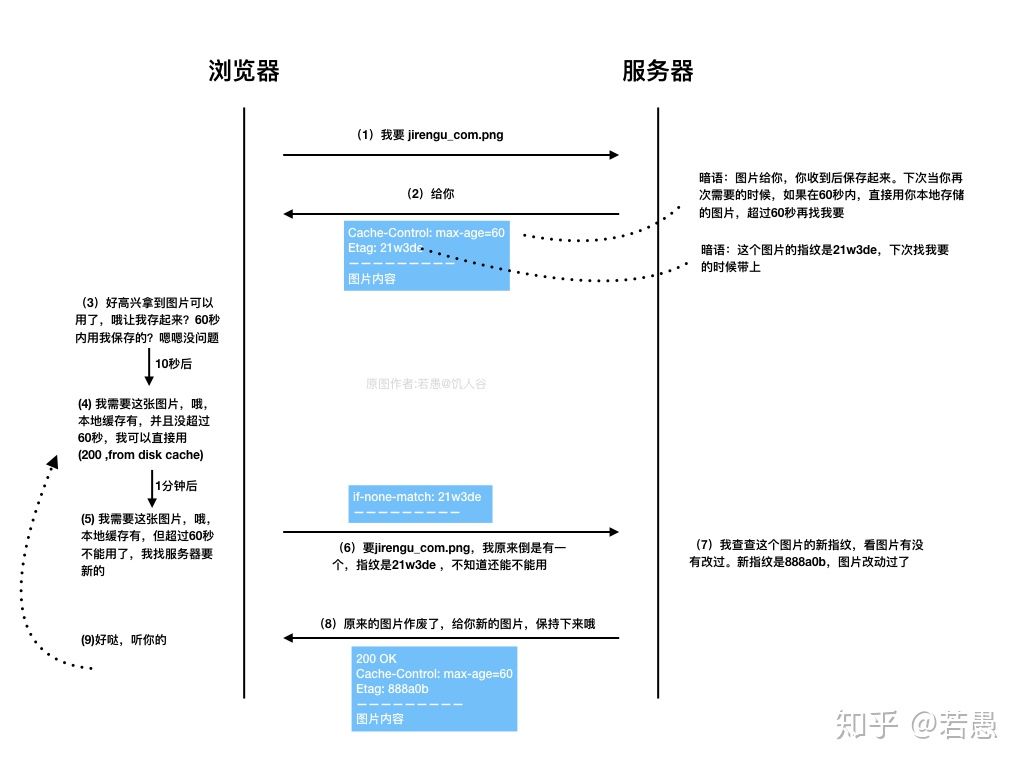 浏览器
服务器
（1）我要 jirengu_com.png
（2）给你
暗语：图片给你，你收到后保存起来。下次当你再
次需要的时候，如果在60秒内，直接用你本地存储
的图片，超过60秒再找我要
Cache-Control: max-age=60
Etag: 21w3de
图片内容
暗语：这个图片的指纹是21w3de，下次找我要
的时候带上
（3）好高兴拿到图片可以
用了，哦让我存起来？60秒
内用我保存的？嗯嗯没问题
10秒后
原图作者:若愚@饥人谷
(4) 我需要这张图片，哦，
本地缓存有，并且没超过
60秒，我可以直接用
(200 ,from disk cache)
1分钟后
(5) 我需要这张图片，哦，
本地缓存有，但超过60秒
不能用了，我找服务器要
新的
if-none-match: 21w3de
（6）要jirengu_com.png，我原来倒是有一
个，指纹是21w3de ，不知道还能不能用
（7）我查查这个图片的新指纹，看图片有没
有改过。新指纹是888a0b，图片改动过了
（8）原来的图片作废了，给你新的图片，保持下来哦
(9)好哒，听你的
200 OK
Cache-Control: max-age=60
Etag: 888a0b
图片内容
知乎 @若愚